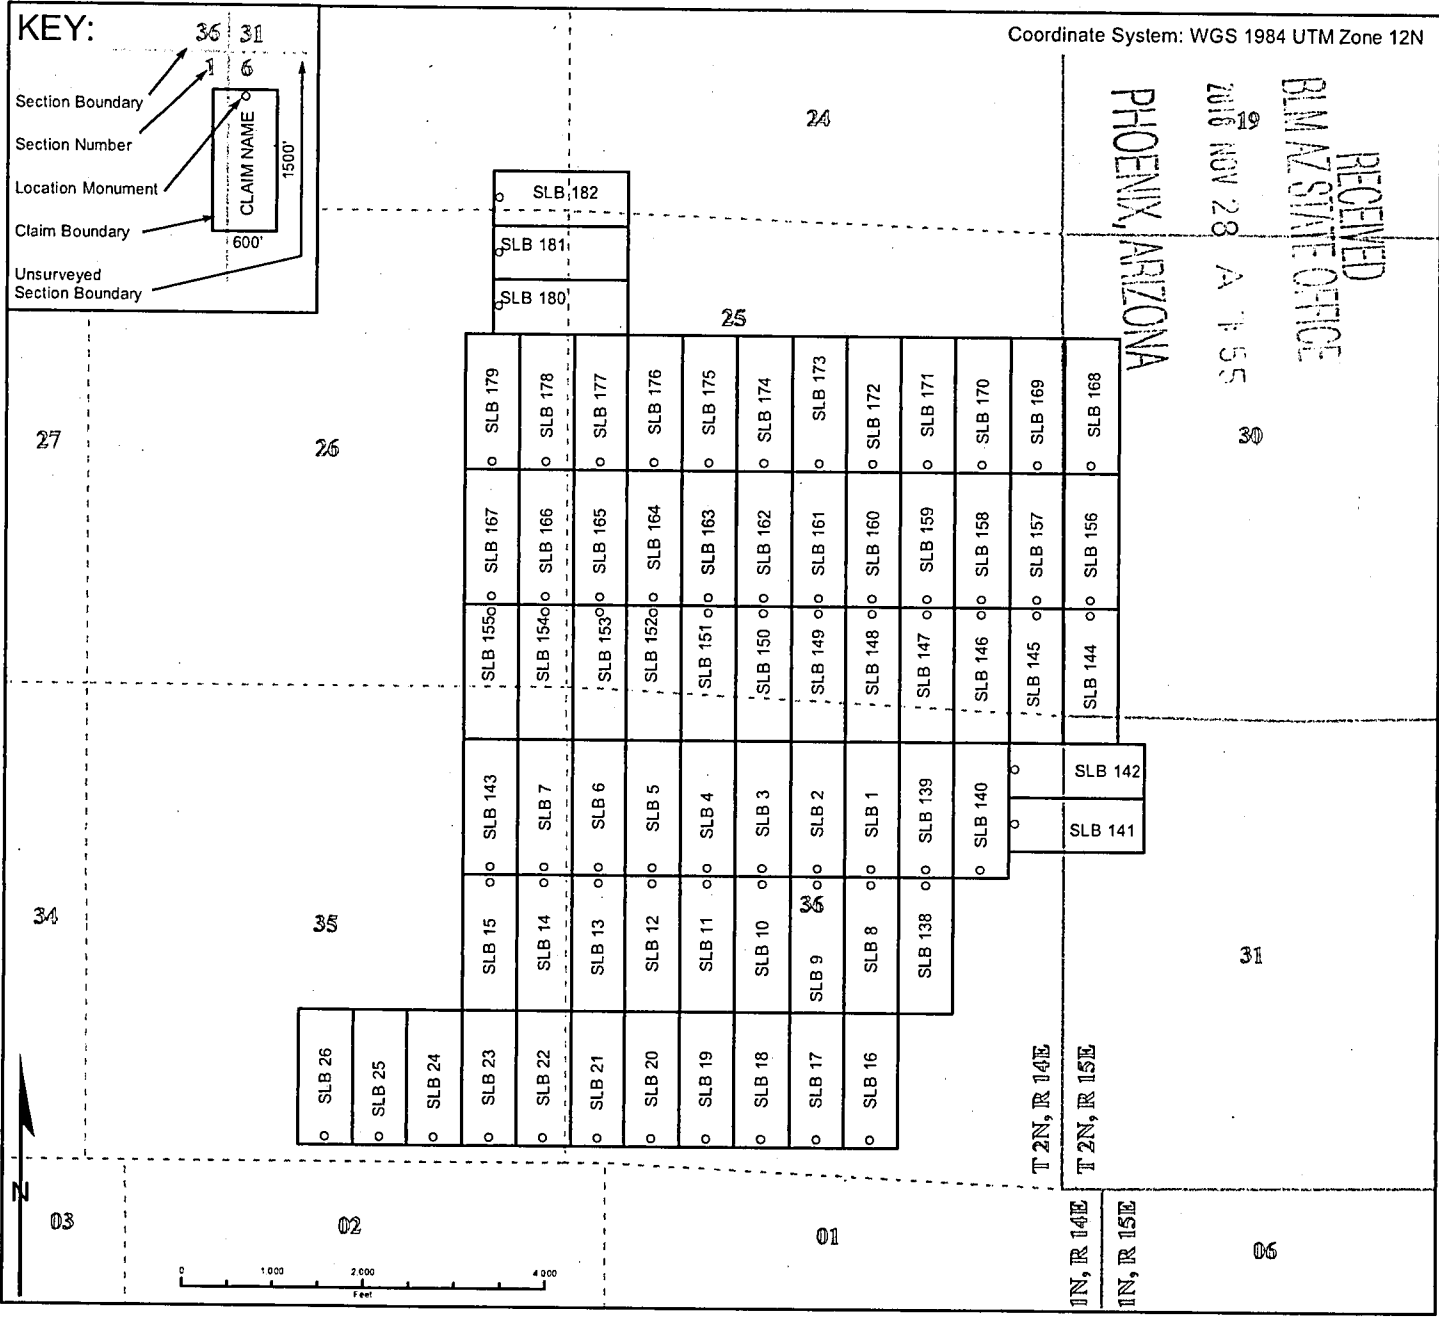 KEY:
36 31
1 6
Section Boundary
Section Number
Location Monument
Claim Boundary
Unsurveyed
Section Boundary
CLAIM NAME
1500'
600'
Coordinate System: WGS 1984 UTM Zone 12N
RECEIVED
BLM AZ STATE OFFICE
2016 NOV 28 A 7:55
PHOENIX, ARIZONA
24
19
SLB 182
SLB 181
SLB 180
25
27
26
30
SLB 179
SLB 178
SLB 177
SLB 176
SLB 175
SLB 174
SLB 173
SLB 172
SLB 171
SLB 170
SLB 169
SLB 168
SLB 167
SLB 166
SLB 165
SLB 164
SLB 163
SLB 162
SLB 161
SLB 160
SLB 159
SLB 158
SLB 157
SLB 156
SLB 155
SLB 154
SLB 153
SLB 152
SLB 151
SLB 150
SLB 149
SLB 148
SLB 147
SLB 146
SLB 145
SLB 144
SLB 143
SLB 7
SLB 6
SLB 5
SLB 4
SLB 3
SLB 2
SLB 1
SLB 139
SLB 140
SLB 142
SLB 141
34
35
36
31
SLB 15
SLB 14
SLB 13
SLB 12
SLB 11
SLB 10
SLB 9
SLB 8
SLB 138
SLB 26
SLB 25
SLB 24
SLB 23
SLB 22
SLB 21
SLB 20
SLB 19
SLB 18
SLB 17
SLB 16
T 2N, R 14E
T 2N, R 15E
N
03
02
01
06
1N, R 14E
1N, R 15E
0 1 000 2 000 4 000
Feet